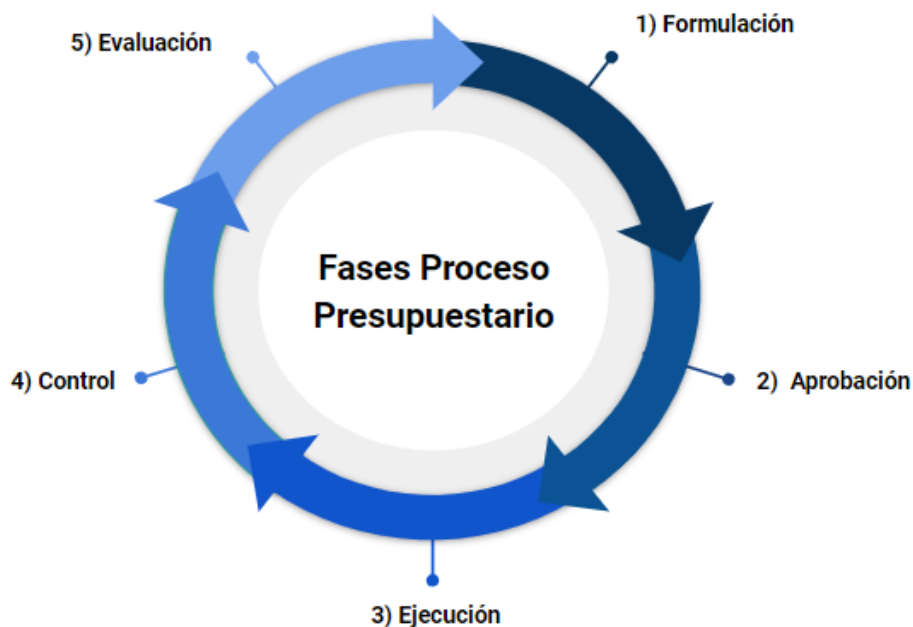 1) Formulación
5) Evaluación
Fases Proceso
Presupuestario
4) Control
2) Aprobación
3) Ejecución